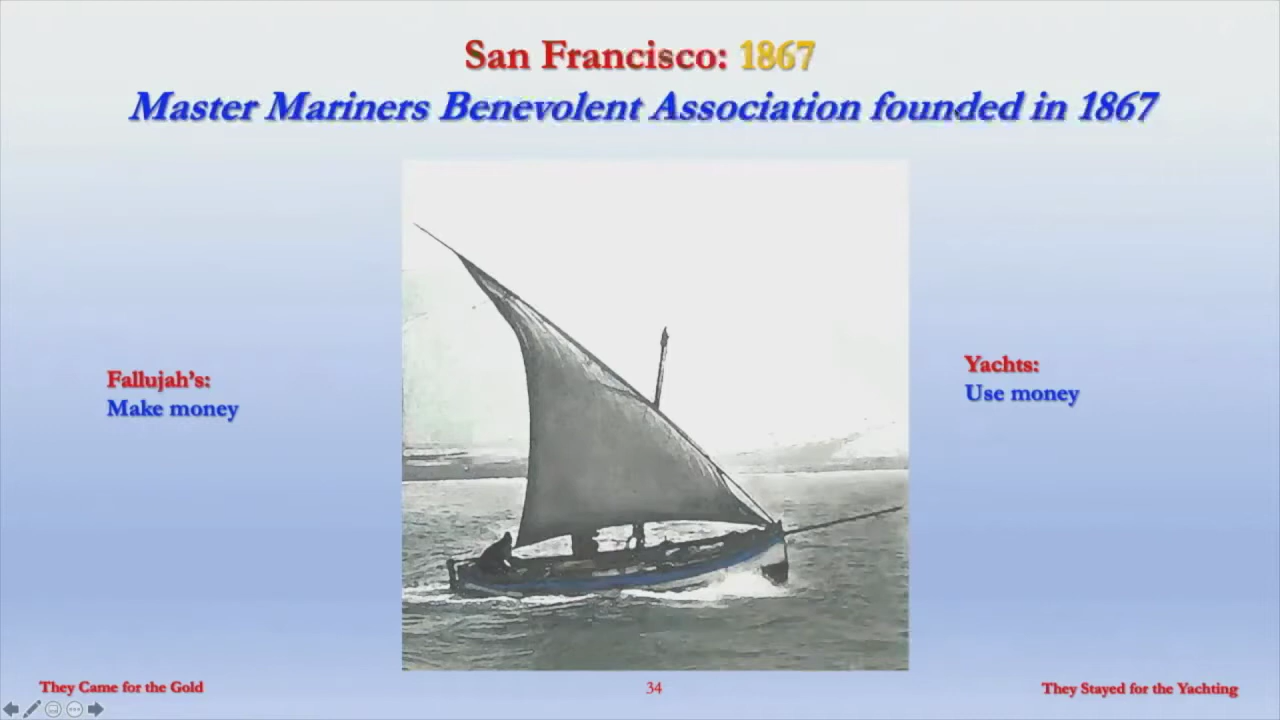 San Francisco: 1867
Master Mariners Benevolent Association founded in 1867
Fallujah's:
Make money
Yachts:
Use money
They Came for the Gold
34
They Stayed for the Yachting